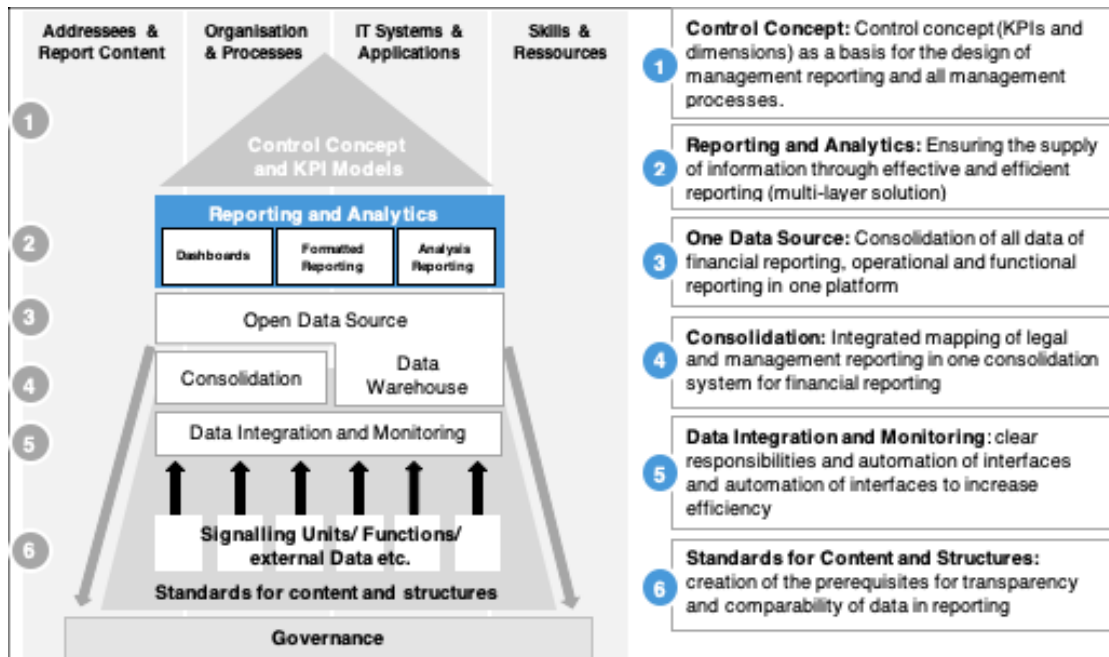 Addressees &
Report Content
Organisation
& Processes
IT Systems &
Applications
Skills &
Ressources
1
Control Concept
and KPI Models
2
Reporting and Analytics
Dashboards
Formatted
Reporting
Analysis
Reporting
3
Open Data Source
4
Consolidation
Data
Warehouse
5
Data Integration and Monitoring
6
Signalling Units/ Functions/
external Data etc.
Standards for content and structures
Governance
1
Control Concept: Control concept (KPIs and
dimensions) as a basis for the design of
management reporting and all management
processes.
2
Reporting and Analytics: Ensuring the supply
of information through effective and efficient
reporting (multi-layer solution)
3
One Data Source: Consolidation of all data of
financial reporting, operational and functional
reporting in one platform
4
Consolidation: Integrated mapping of legal
and management reporting in one consolidation
system for financial reporting
5
Data Integration and Monitoring: clear
responsibilities and automation of interfaces
and automation of interfaces to increase
efficiency
6
Standards for Content and Structures:
creation of the prerequisites for transparency
and comparability of data in reporting